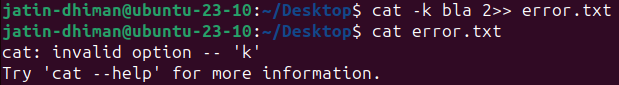 jatin-dhiman@ubuntu-23-10:~/Desktop$ cat -k bla 2>> error.txt
jatin-dhiman@ubuntu-23-10:~/Desktop$ cat error.txt
cat: invalid option -- 'k'
Try 'cat --help' for more information.